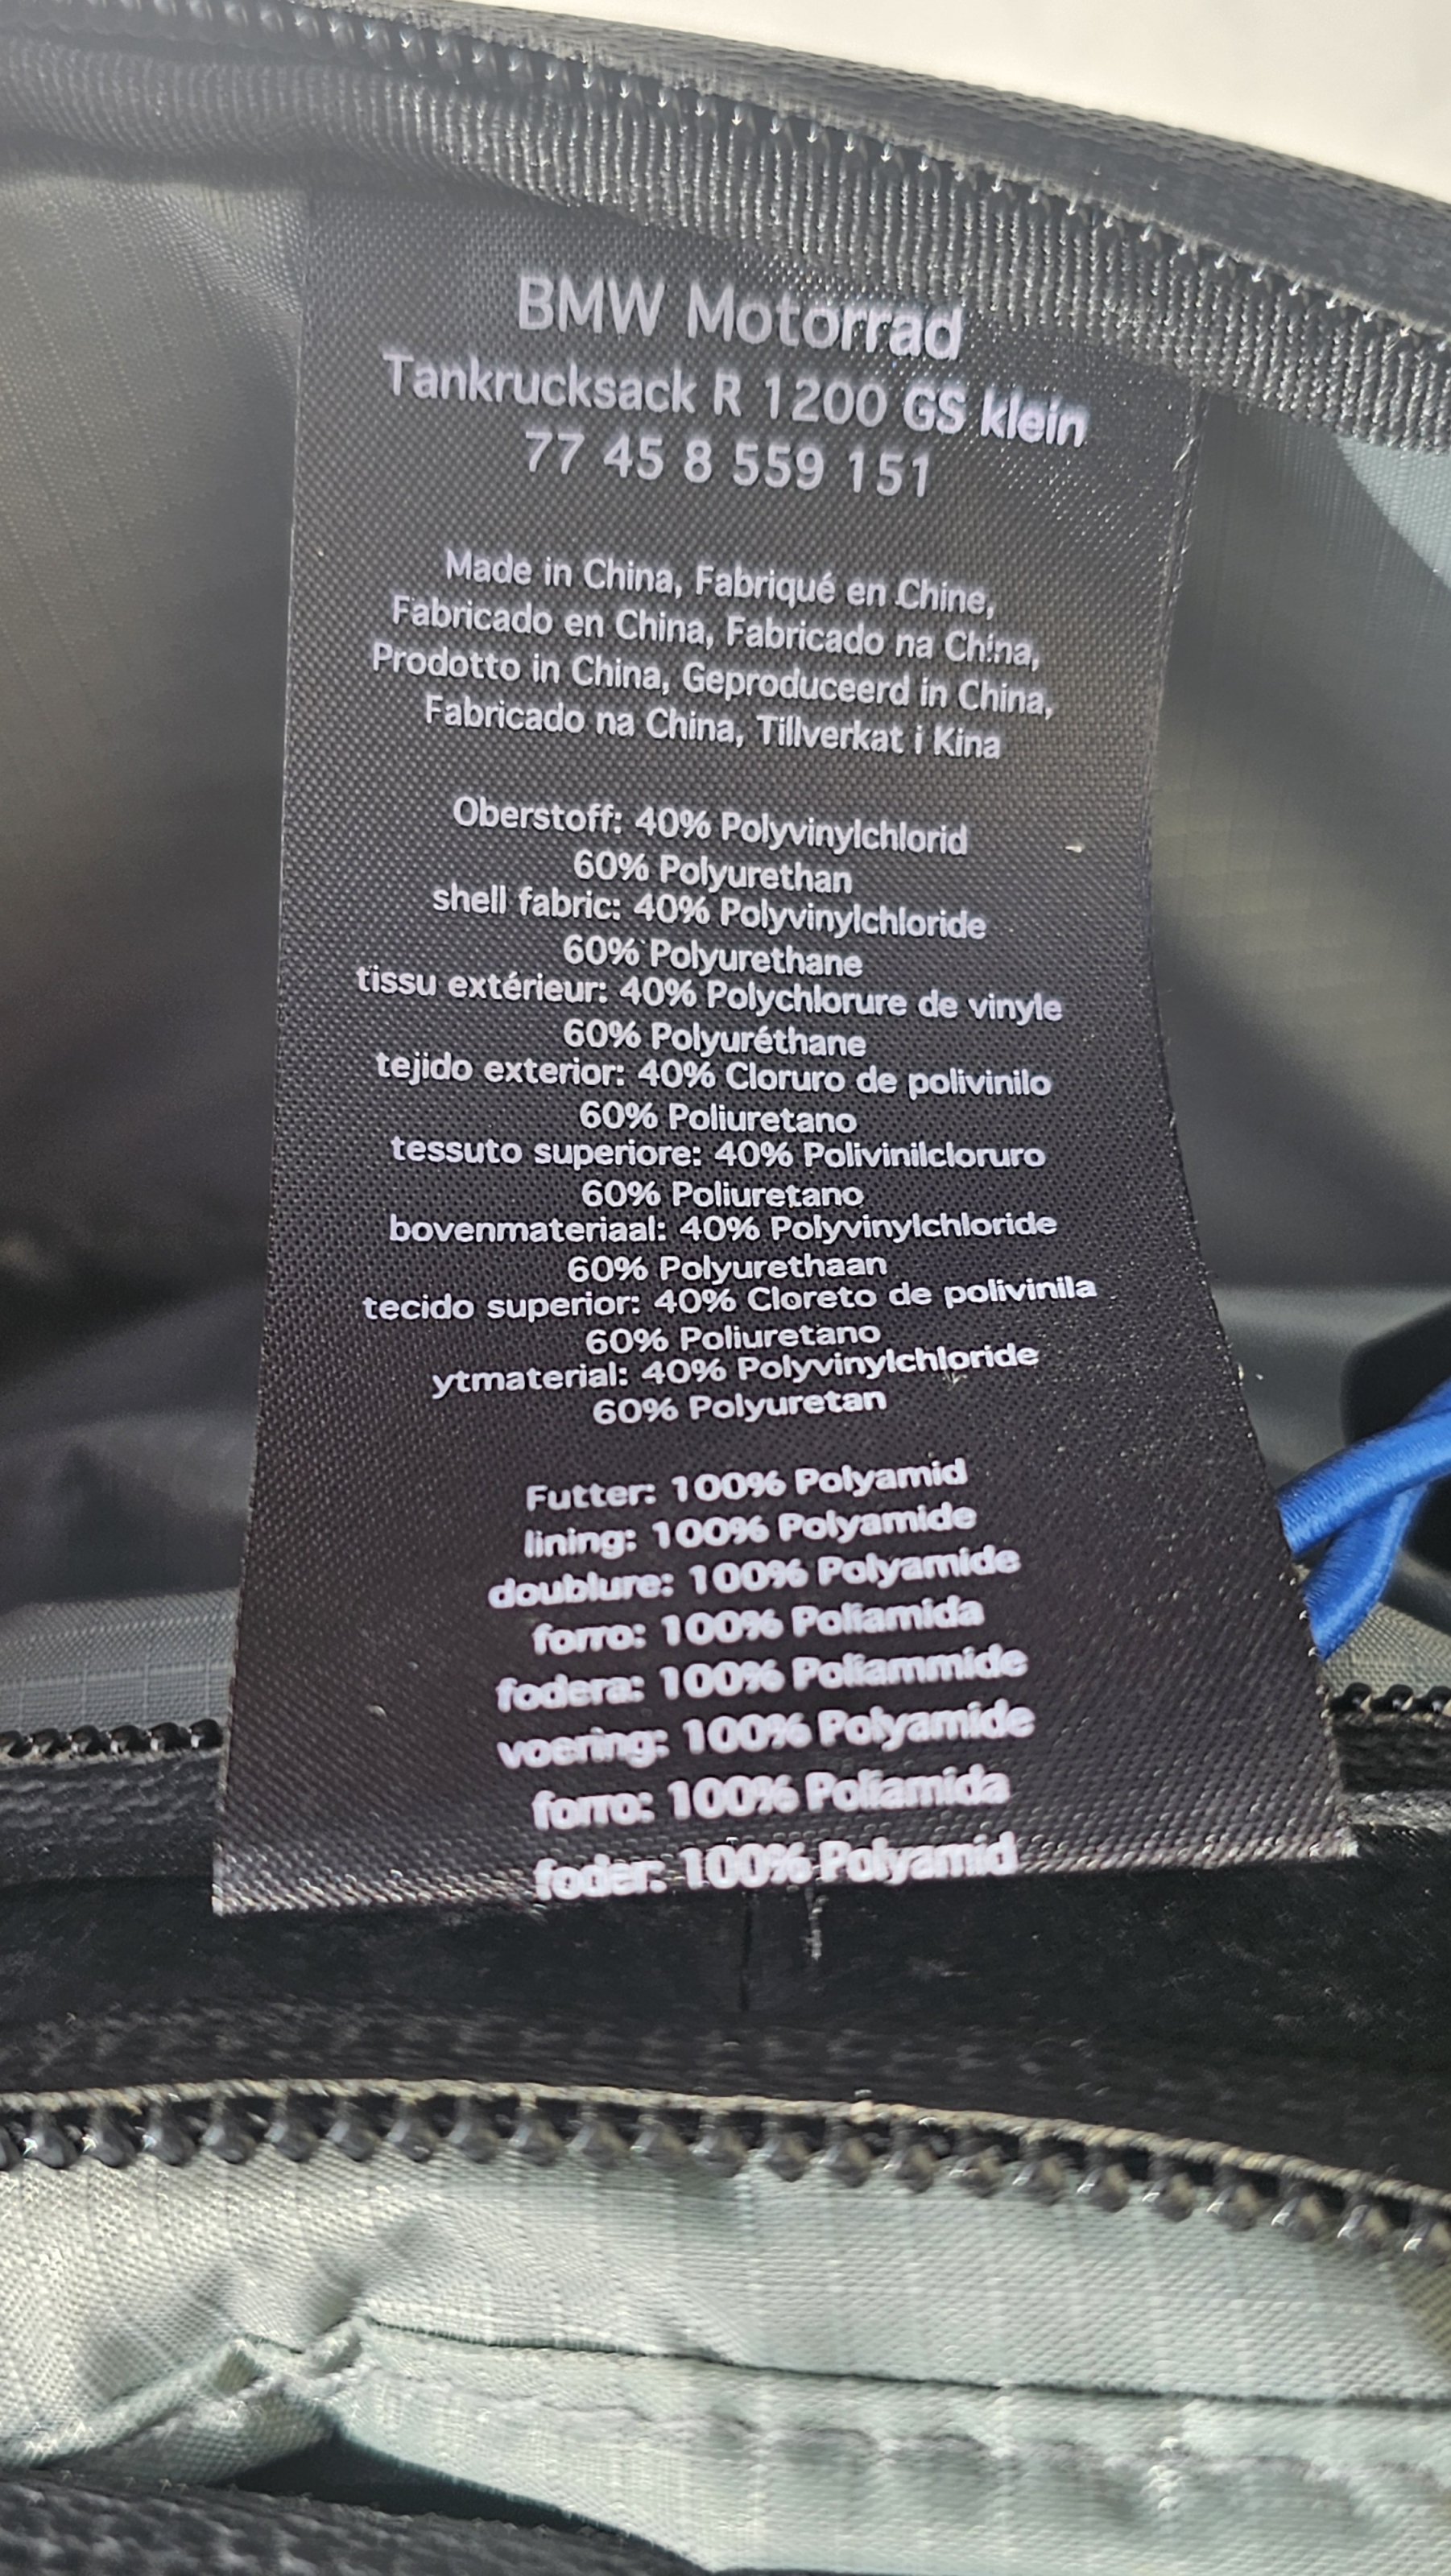 BMW Motorrad
Tankrucksack R 1200 GS klein
77 45 8 559 151
Made in China, Fabriqué en Chine,
Fabricado en China, Fabricado na China,
Prodotto in China, Geproduceerd in China,
Fabricado na China, Tillverkat i Kina
Oberstoff: 40% Polyvinylchlorid
60% Polyurethan
shell fabric: 40% Polyvinylchloride
60% Polyurethane
tissu extérieur: 40% Polychlorure de vinyle
60% Polyuréthane
tejido exterior: 40% Cloruro de polivinilo
60% Poliuretano
tessuto superiore: 40% Polivinilcloruro
60% Poliuretano
bovenmateriaal: 40% Polyvinylchloride
60% Polyurethaan
tecido superior: 40% Cloreto de polivinila
60% Poliuretano
ytmaterial: 40% Polyvinylchloride
60% Polyuretan
Futter: 100% Polyamid
lining: 100% Polyamide
doublure: 100% Polyamide
forro: 100% Poliamida
fodera: 100% Poliammide
voering: 100% Polyamide
forro: 100% Poliamida
foder: 100% Polyamid